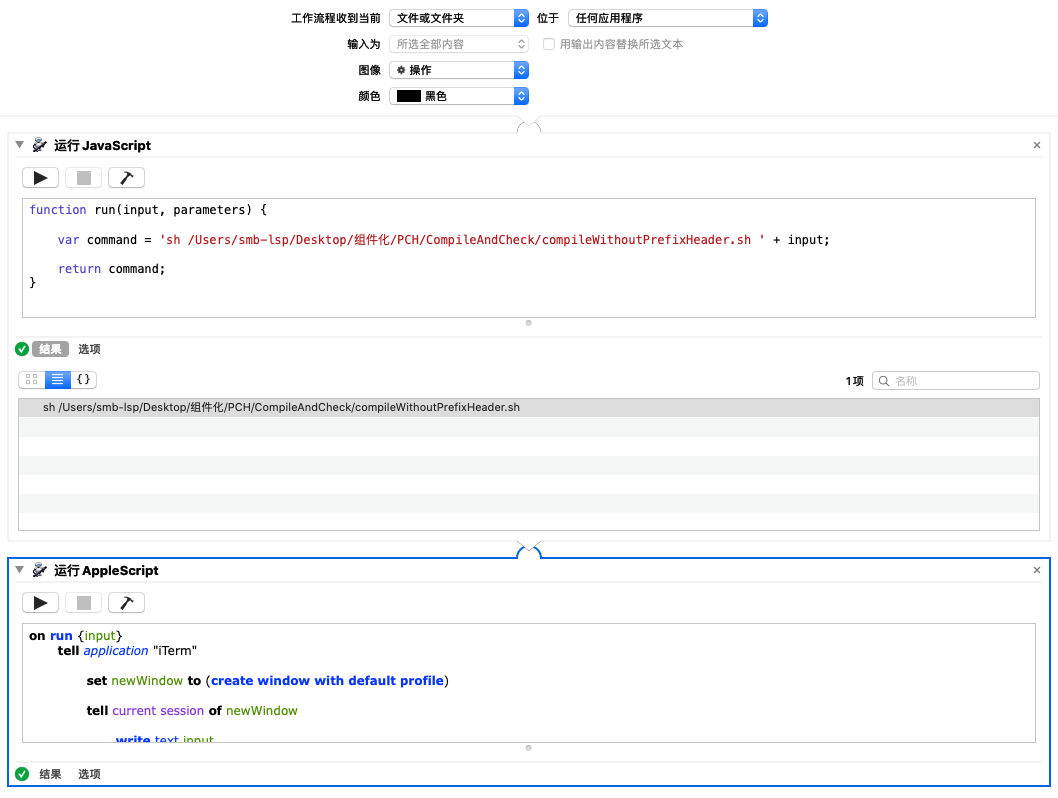 工作流程收到当前 文件或文件夹 位于 任何应用程序
输入为 所选全部内容 用输出内容替换所选文本
图像 操作
颜色 黑色
运行 JavaScript
function run(input, parameters) {
var command = 'sh /Users/smb-lsp/Desktop/组件化/PCH/CompileAndCheck/compileWithoutPrefixHeader.sh ' + input;
return command;
}
结果 选项
{} 1项 名称
sh /Users/smb-lsp/Desktop/组件化/PCH/CompileAndCheck/compileWithoutPrefixHeader.sh
运行 AppleScript
on run {input}
tell application "iTerm"
set newWindow to (create window with default profile)
tell current session of newWindow
write text input
结果 选项